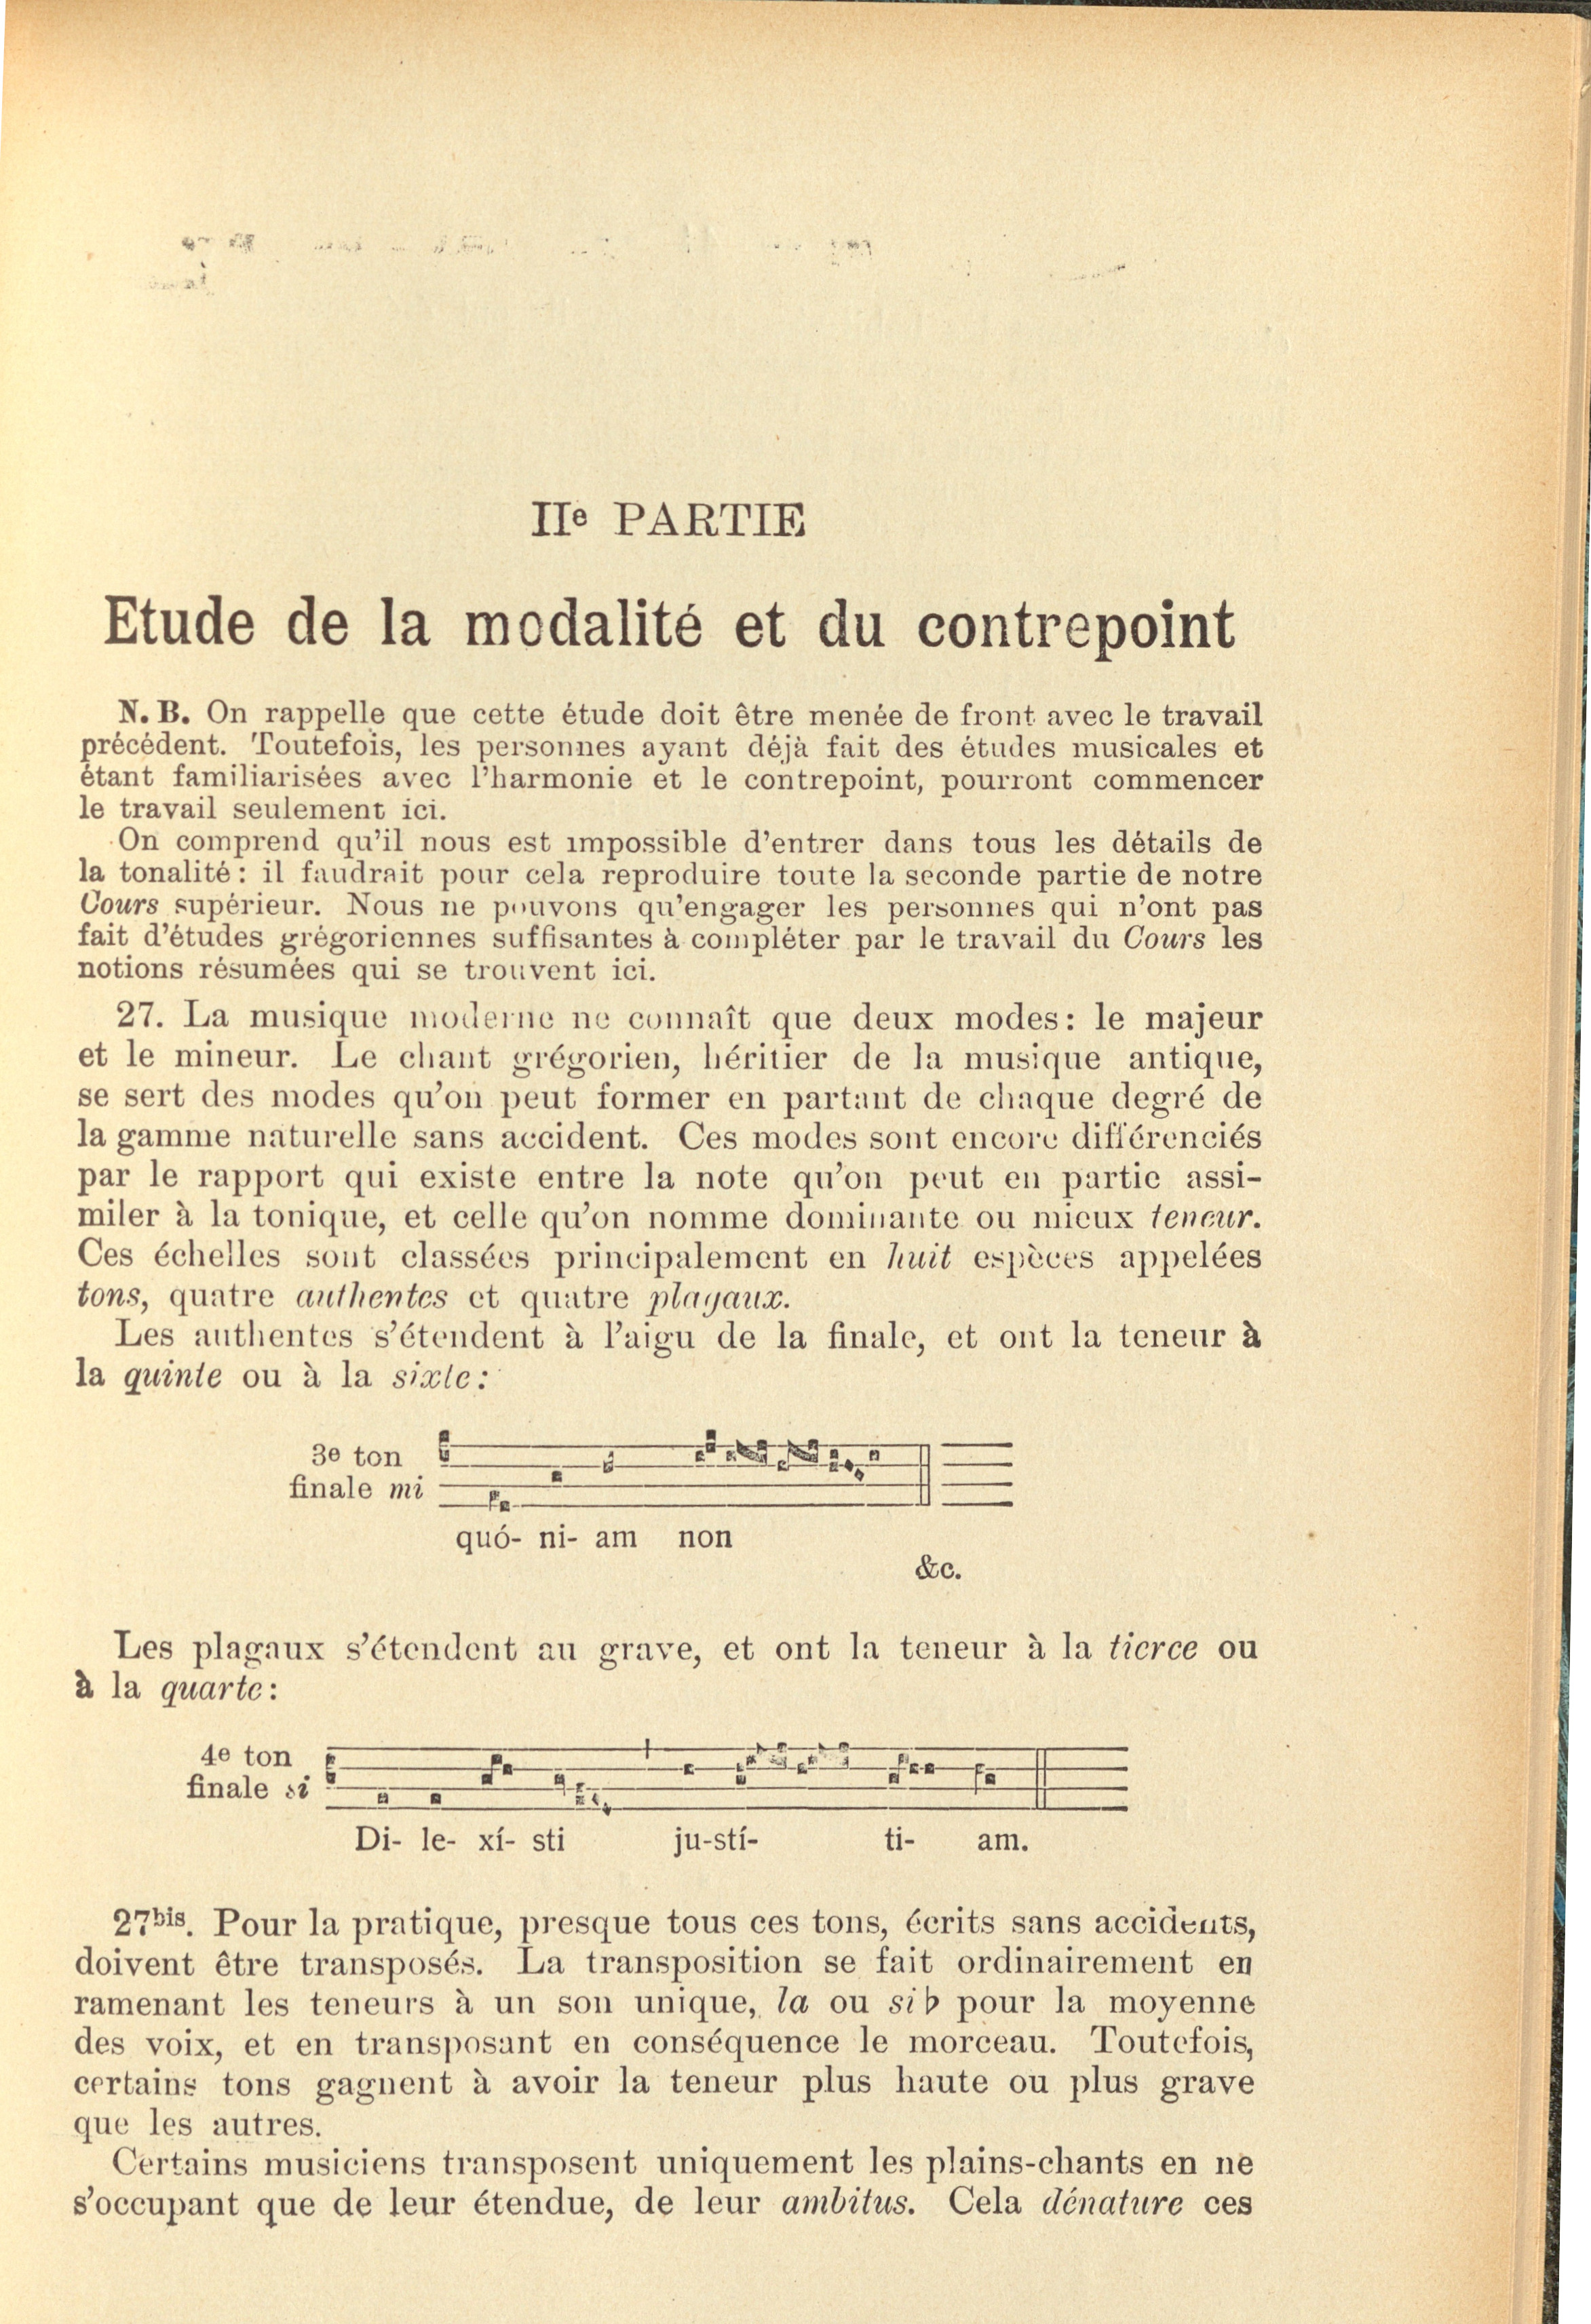 IIe PARTIE
Etude de la modalité et du contrepoint
N. B. On rappelle que cette étude doit être menée de front avec le travail
précédent. Toutefois, les personnes ayant déjà fait des études musicales et
étant familiarisées avec l'harmonie et le contrepoint, pourront commencer
le travail seulement ici.
On comprend qu'il nous est impossible d'entrer dans tous les détails de
la tonalité: il faudrait pour cela reproduire toute la seconde partie de notre
Cours supérieur. Nous ne pouvons qu'engager les personnes qui n'ont pas
fait d'études grégoriennes suffisantes à compléter par le travail du Cours les
notions résumées qui se trouvent ici.
27. La musique moderne ne connaît que deux modes: le majeur
et le mineur. Le chant grégorien, héritier de la musique antique,
se sert des modes qu'on peut former en partant de chaque degré de
la gamme naturelle sans accident. Ces modes sont encore différenciés
par le rapport qui existe entre la note qu'on peut en partie assi-
miler à la tonique, et celle qu'on nomme dominante ou mieux teneur.
Ces échelles sont classées principalement en huit espèces appelées
tons, quatre authentes et quatre plagaux.
Les authentes s'étendent à l'aigu de la finale, et ont la teneur à
la quinte ou à la sixte:
3e ton
finale mi
quó- ni- am non
&c.
Les plagaux s'étendent au grave, et ont la teneur à la tierce ou
à la quarte:
4e ton
finale si
Di- le- xí- sti ju-stí- ti- am.
27bis. Pour la pratique, presque tous ces tons, écrits sans accidents,
doivent être transposés. La transposition se fait ordinairement en
ramenant les teneurs à un son unique, la ou si♭ pour la moyenne
des voix, et en transposant en conséquence le morceau. Toutefois,
certains tons gagnent à avoir la teneur plus haute ou plus grave
que les autres.
Certains musiciens transposent uniquement les plains-chants en ne
s'occupant que de leur étendue, de leur ambitus. Cela dénature ces